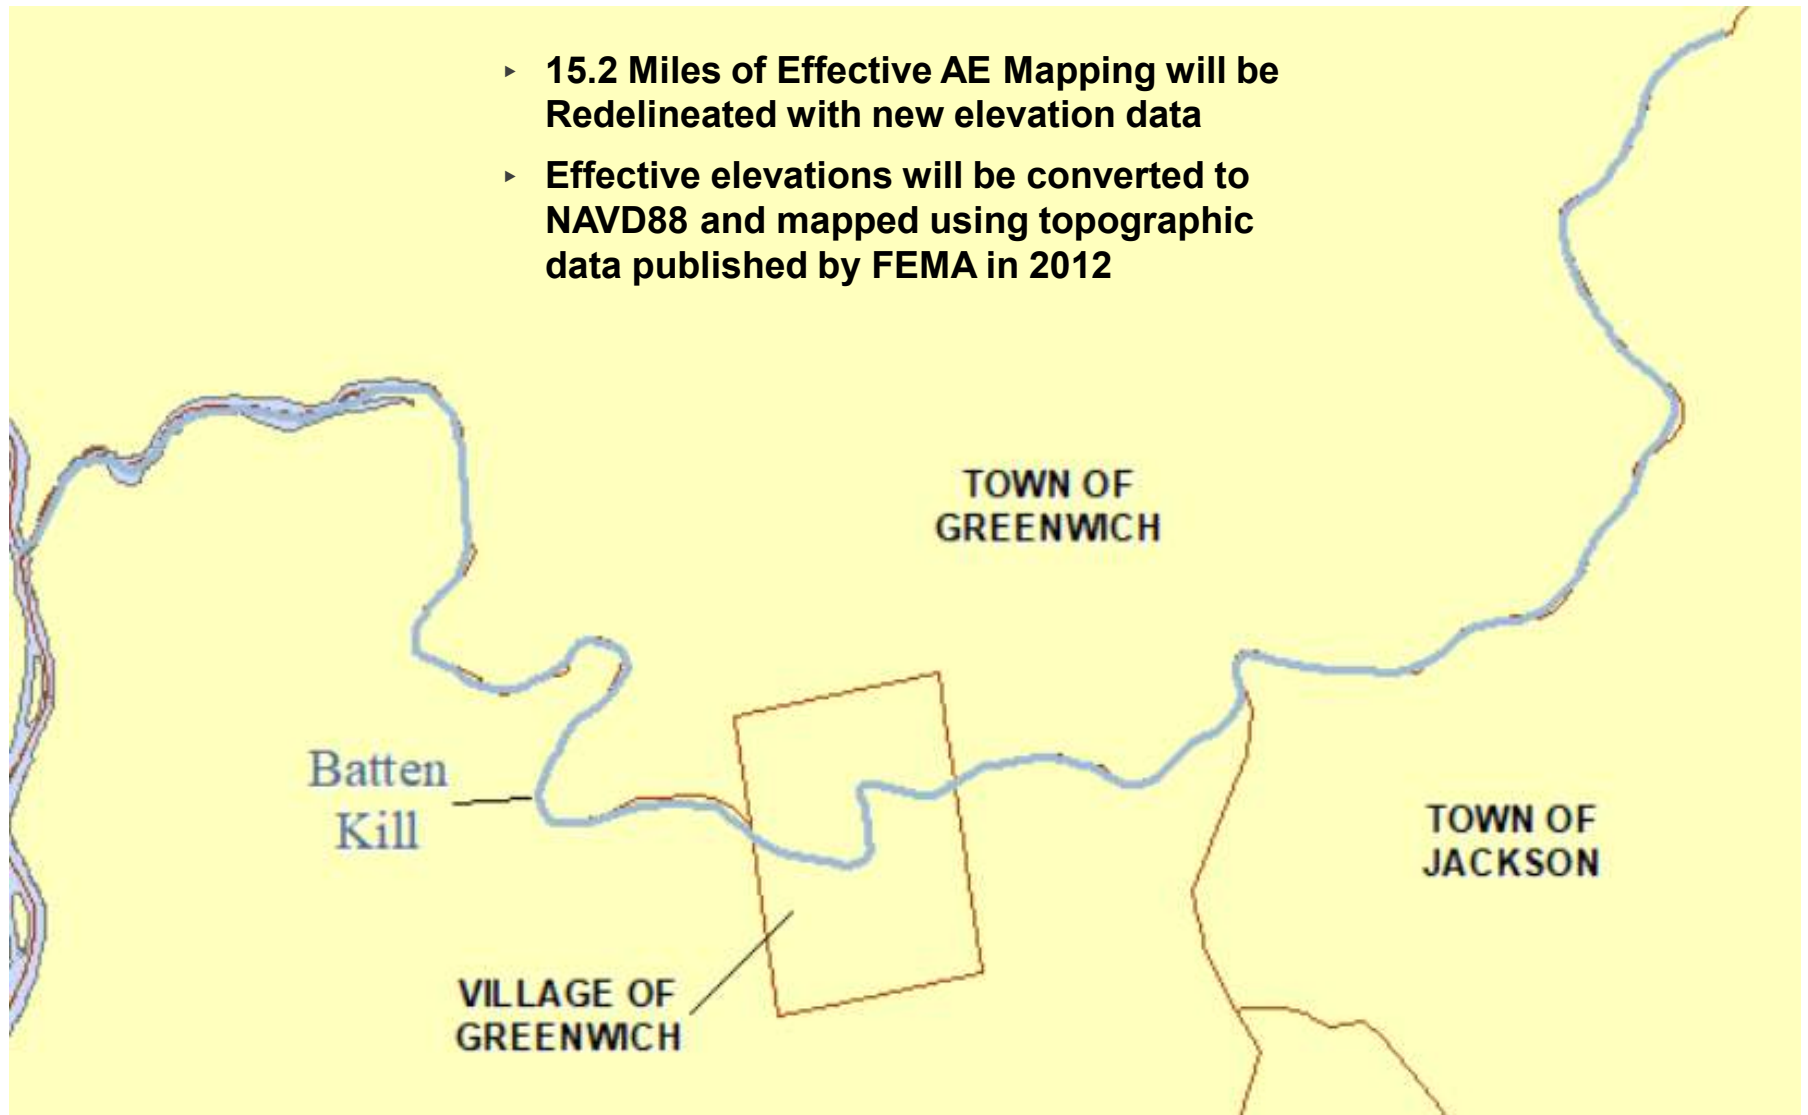 ▸ 15.2 Miles of Effective AE Mapping will be
Redelineated with new elevation data
▸ Effective elevations will be converted to
NAVD88 and mapped using topographic
data published by FEMA in 2012
TOWN OF
GREENWICH
Batten
Kill
TOWN OF
JACKSON
VILLAGE OF
GREENWICH